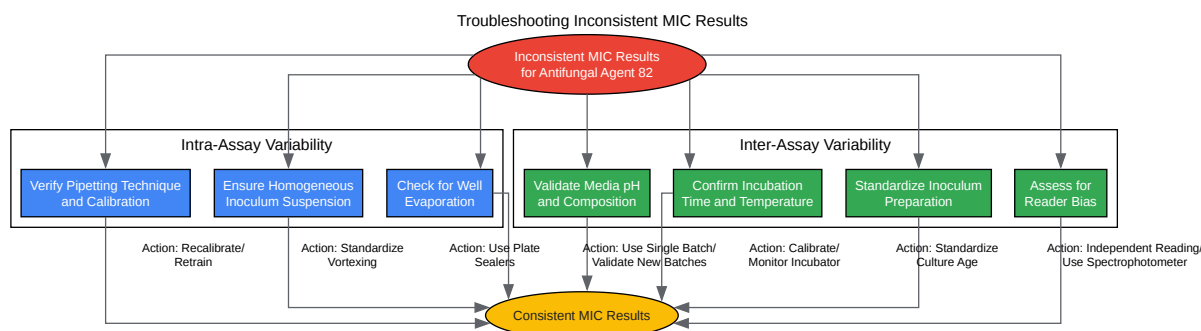 Troubleshooting Inconsistent MIC Results
Inconsistent MIC Results
for Antifungal Agent 82
Intra-Assay Variability
Inter-Assay Variability
Verify Pipetting Technique
and Calibration
Ensure Homogeneous
Inoculum Suspension
Check for Well
Evaporation
Validate Media pH
and Composition
Confirm Incubation
Time and Temperature
Standardize Inoculum
Preparation
Assess for
Reader Bias
Action: Recalibrate/
Retrain
Action: Standardize
Vortexing
Action: Use Plate
Sealers
Action: Use Single Batch/
Validate New Batches
Action: Calibrate/
Monitor Incubator
Action: Standardize
Culture Age
Action: Independent Reading/
Use Spectrophotometer
Consistent MIC Results